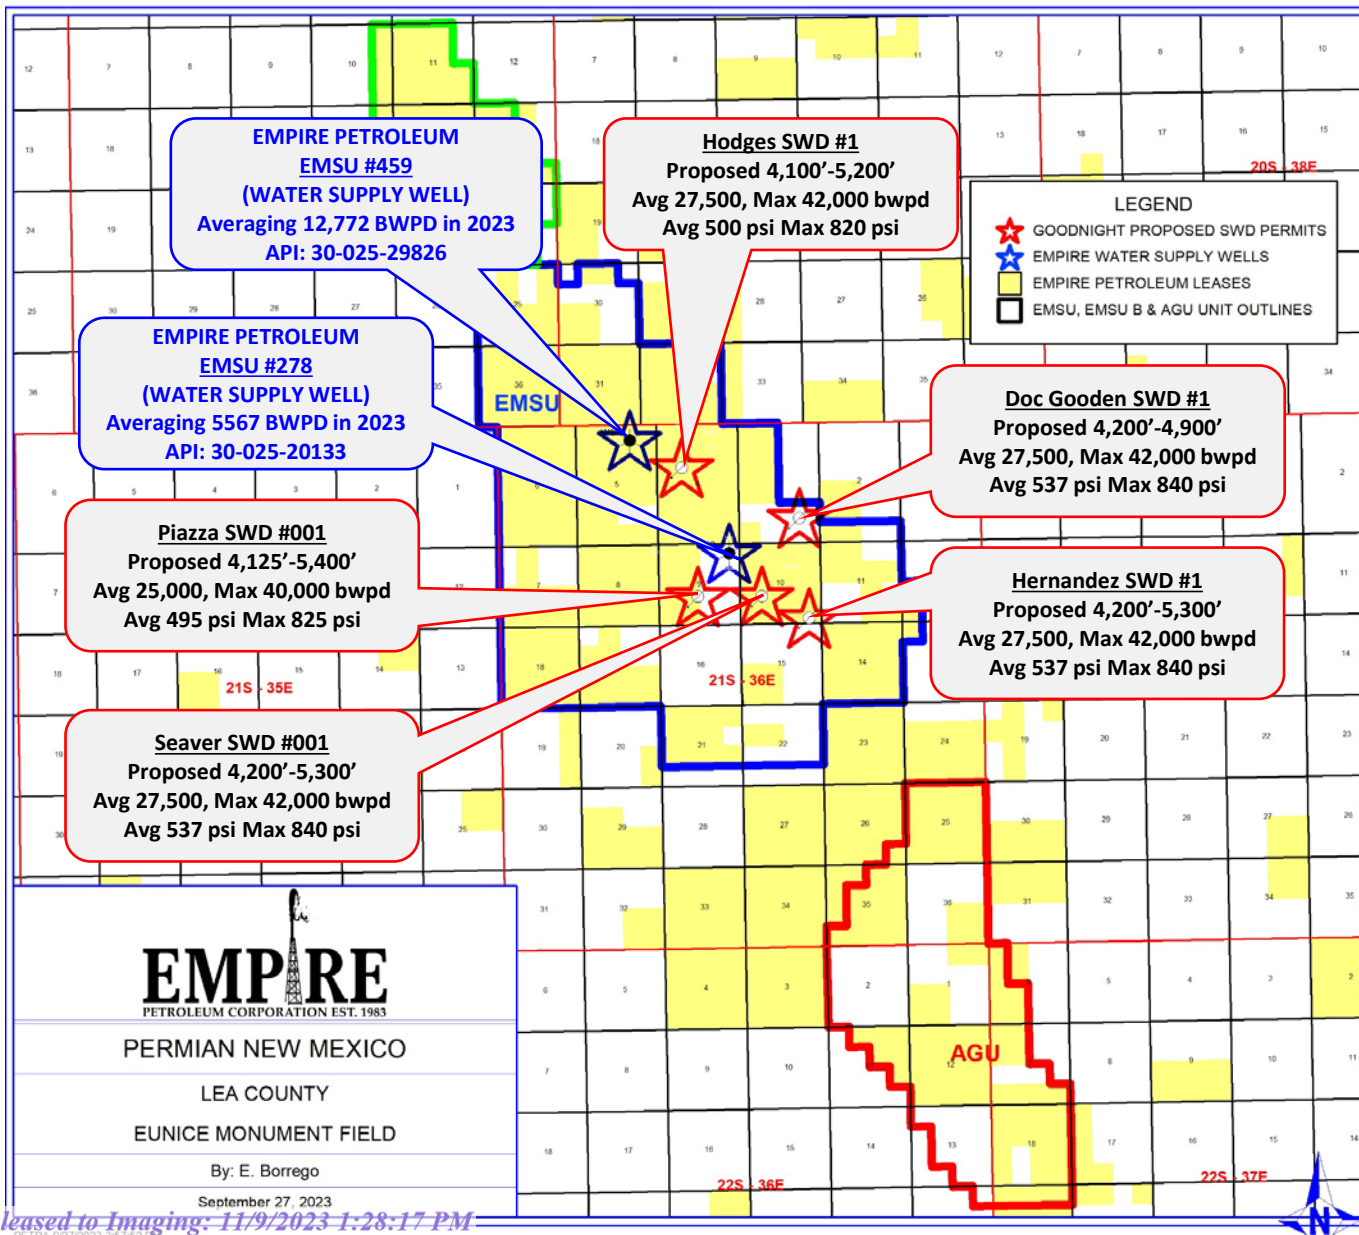 EMPIRE PETROLEUM
EMSU #459
(WATER SUPPLY WELL)
Averaging 12,772 BWPD in 2023
API: 30-025-29826
Hodges SWD #1
Proposed 4,100’-5,200’
Avg 27,500, Max 42,000 bwpd
Avg 500 psi Max 820 psi
20S - 38E
LEGEND
GOODNIGHT PROPOSED SWD PERMITS
EMPIRE WATER SUPPLY WELLS
EMPIRE PETROLEUM LEASES
EMSU, EMSU B & AGU UNIT OUTLINES
EMPIRE PETROLEUM
EMSU #278
(WATER SUPPLY WELL)
Averaging 5567 BWPD in 2023
API: 30-025-20133
EMSU
Doc Gooden SWD #1
Proposed 4,200’-4,900’
Avg 27,500, Max 42,000 bwpd
Avg 537 psi Max 840 psi
Piazza SWD #001
Proposed 4,125’-5,400’
Avg 25,000, Max 40,000 bwpd
Avg 495 psi Max 825 psi
Hernandez SWD #1
Proposed 4,200’-5,300’
Avg 27,500, Max 42,000 bwpd
Avg 537 psi Max 840 psi
21S - 35E
21S - 36E
Seaver SWD #001
Proposed 4,200’-5,300’
Avg 27,500, Max 42,000 bwpd
Avg 537 psi Max 840 psi
EMPIRE
PETROLEUM CORPORATION EST. 1983
PERMIAN NEW MEXICO
LEA COUNTY
EUNICE MONUMENT FIELD
By: E. Borrego
September 27, 2023
AGU
22S - 36E
22S - 37E
N
leased to Imaging: 11/9/2023 1:28:17 PM